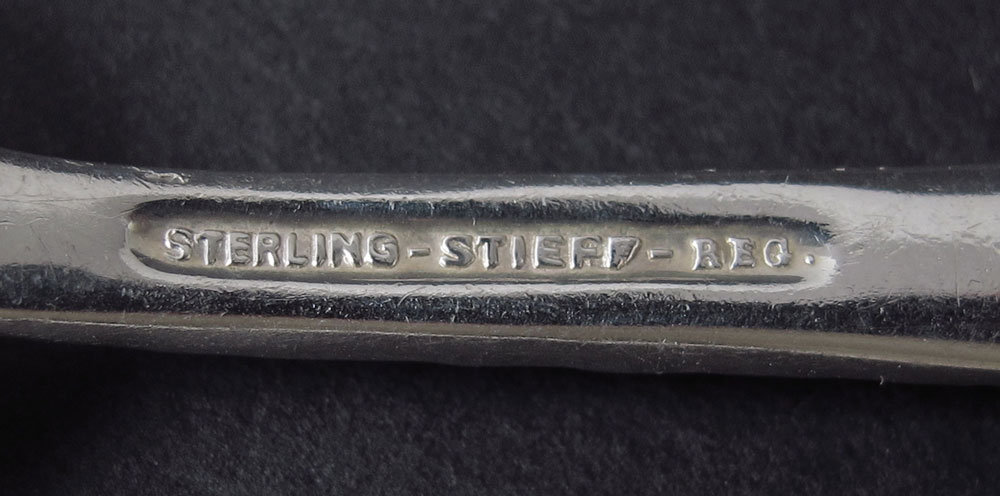 STERLING - STIEFF - REG.